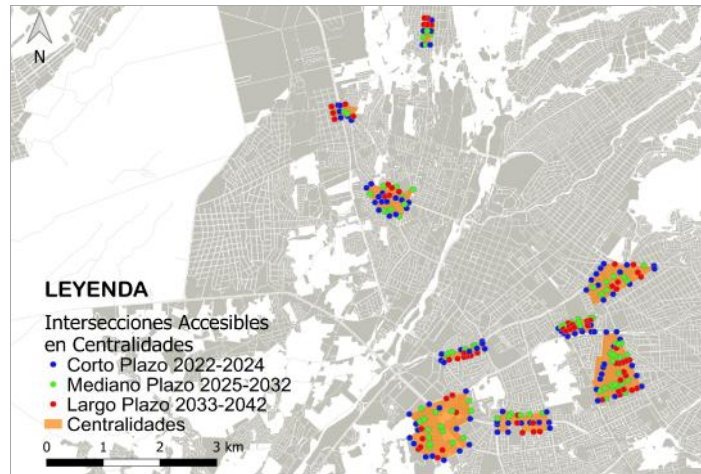 N
LEYENDA
Intersecciones Accesibles
en Centralidades
Corto Plazo 2022-2024
Mediano Plazo 2025-2032
Largo Plazo 2033-2042
Centralidades
0 1 2 3 km